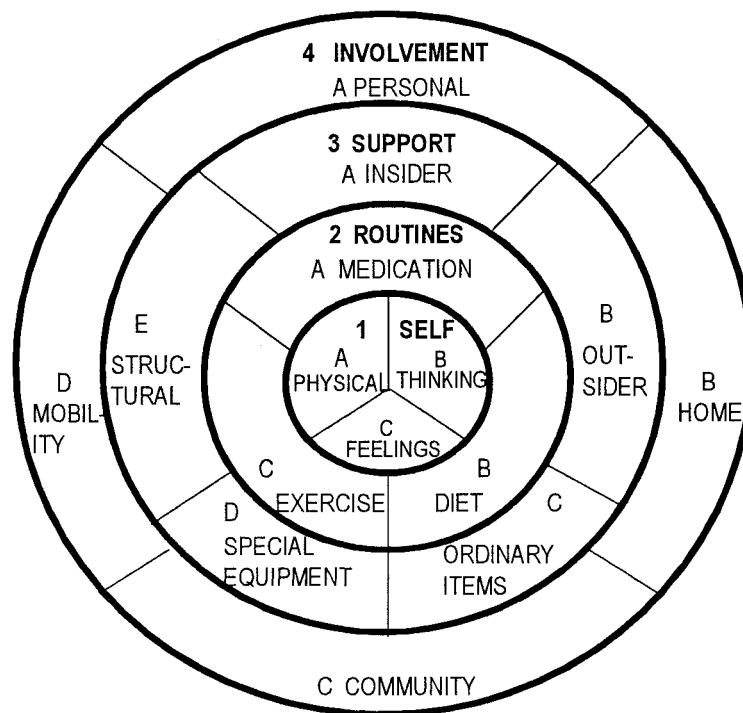 4 INVOLVEMENT
A PERSONAL
3 SUPPORT
A INSIDER
2 ROUTINES
A MEDICATION
1 SELF
A
PHYSICAL
B
THINKING
C
FEELINGS
B
DIET
C
EXERCISE
B
OUT-
SIDER
C
ORDINARY
ITEMS
D
SPECIAL
EQUIPMENT
E
STRUC-
TURAL
B
HOME
C COMMUNITY
D
MOBIL-
ITY